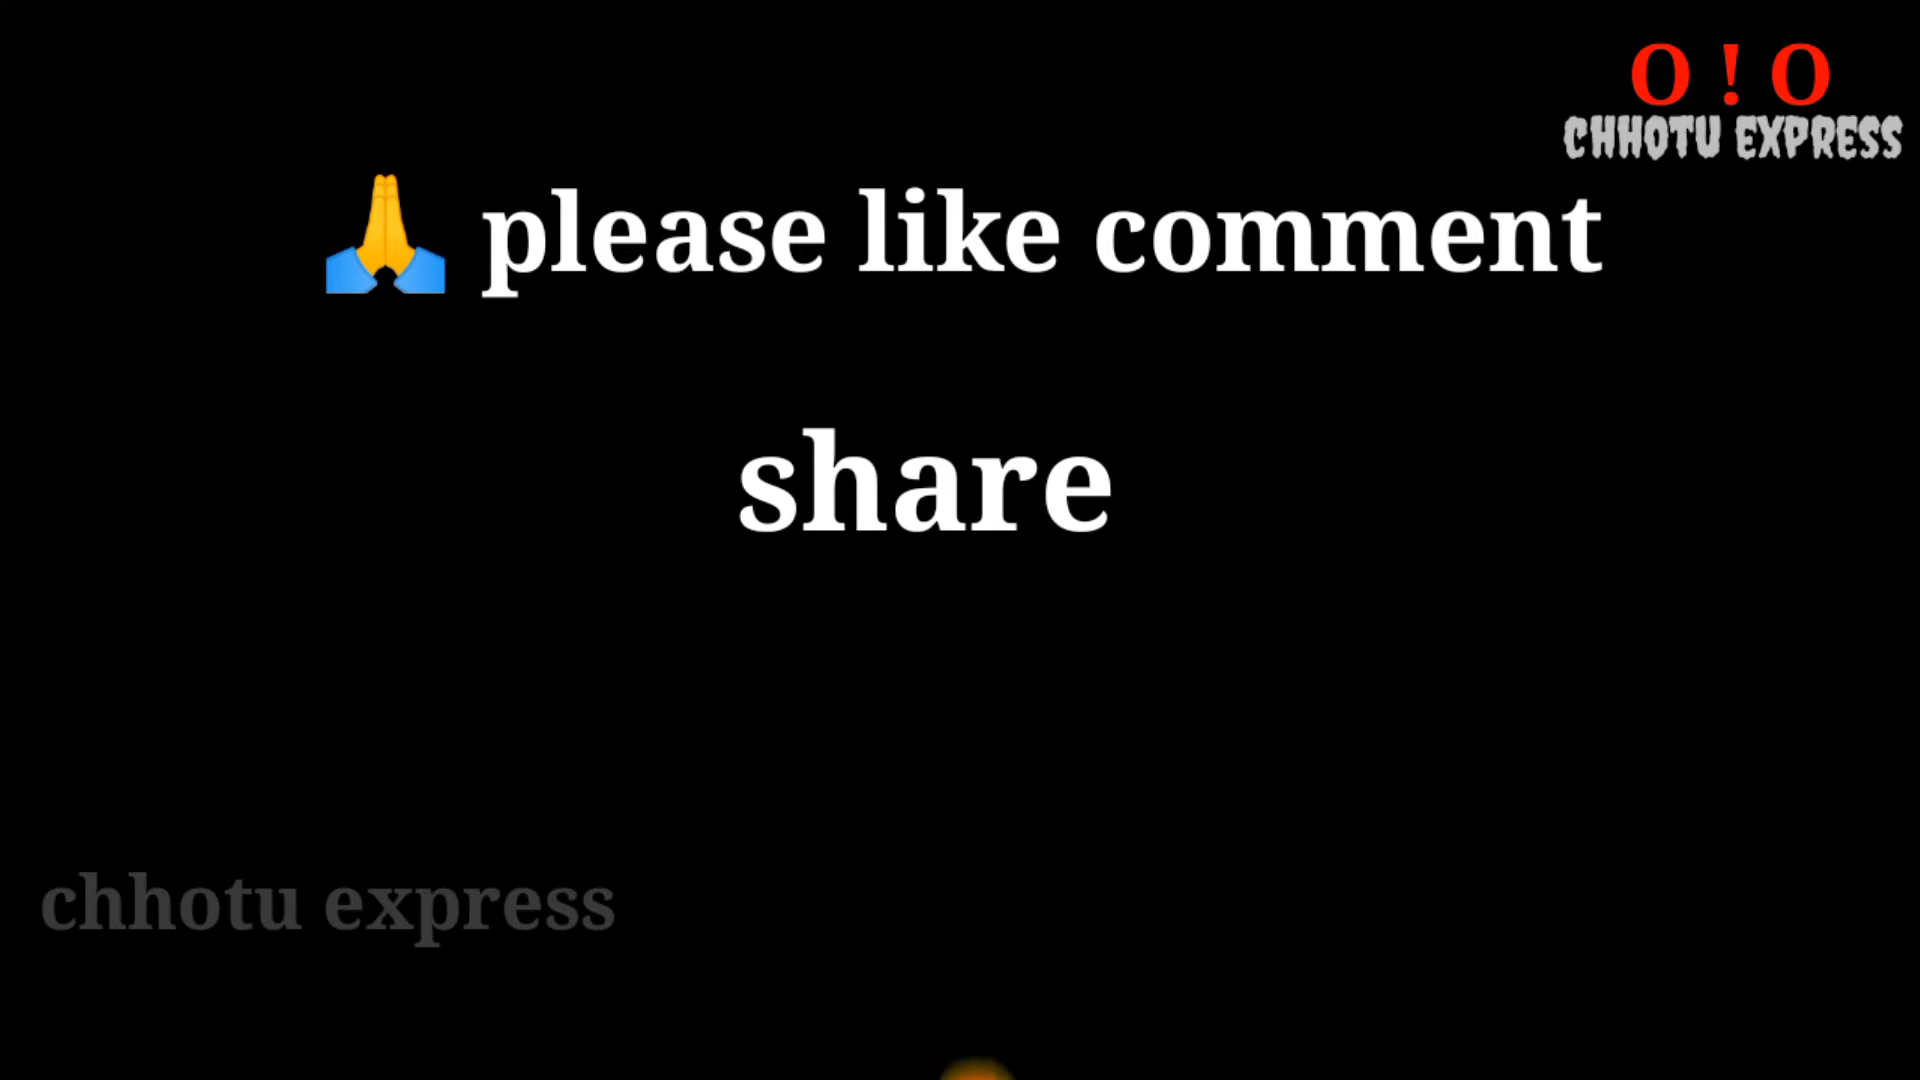 O ! O
CHHOTU EXPRESS
🙏 please like comment
share
chhotu express